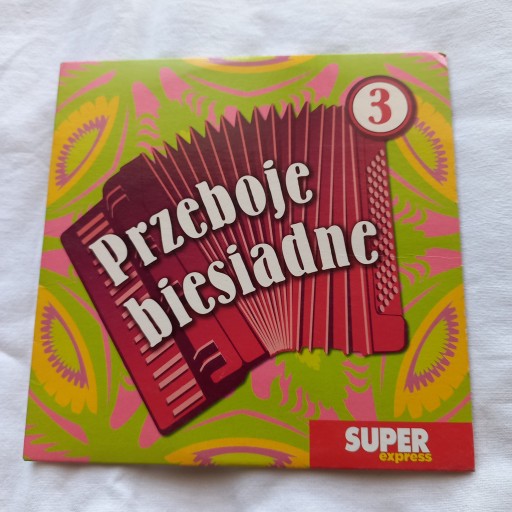 3
Przeboje
biesiadne
SUPER
express